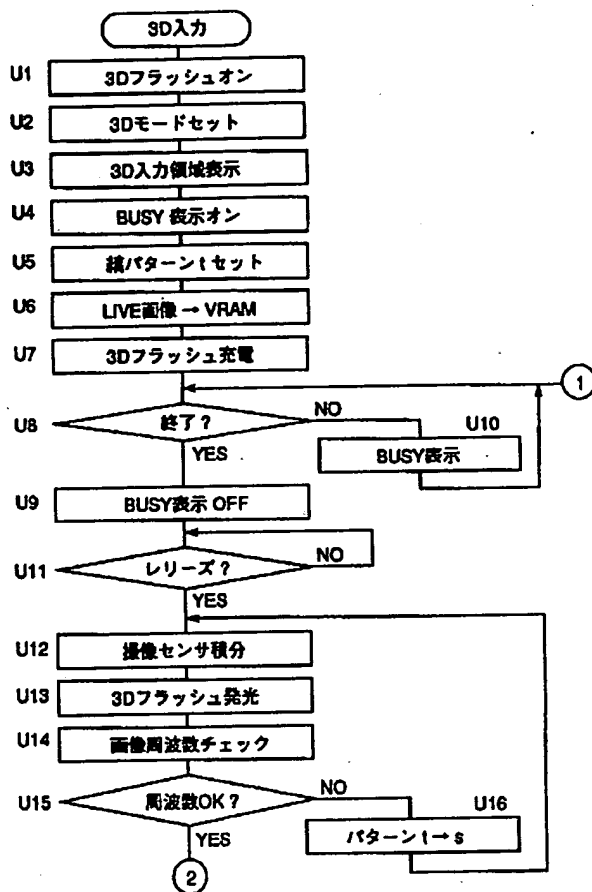 3D入力
U1 3Dフラッシュオン
U2 3Dモードセット
U3 3D入力領域表示
U4 BUSY 表示オン
U5 縞パターン t セット
U6 LIVE画像 → VRAM
U7 3Dフラッシュ充電
1
U8 終了? NO
YES
U10
BUSY表示
U9 BUSY表示 OFF
U11 レリーズ? NO
YES
U12 撮像センサ積分
U13 3Dフラッシュ発光
U14 画像周波数チェック
U15 周波数OK? NO
YES
U16
パターン t → s
2